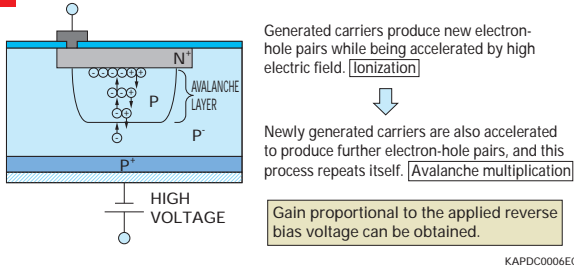 N+
AVALANCHE
LAYER
P
P-
P+
HIGH
VOLTAGE
Generated carriers produce new electron-
hole pairs while being accelerated by high
electric field. Ionization
Newly generated carriers are also accelerated
to produce further electron-hole pairs, and this
process repeats itself. Avalanche multiplication
Gain proportional to the applied reverse
bias voltage can be obtained.
KAPDC0006EC